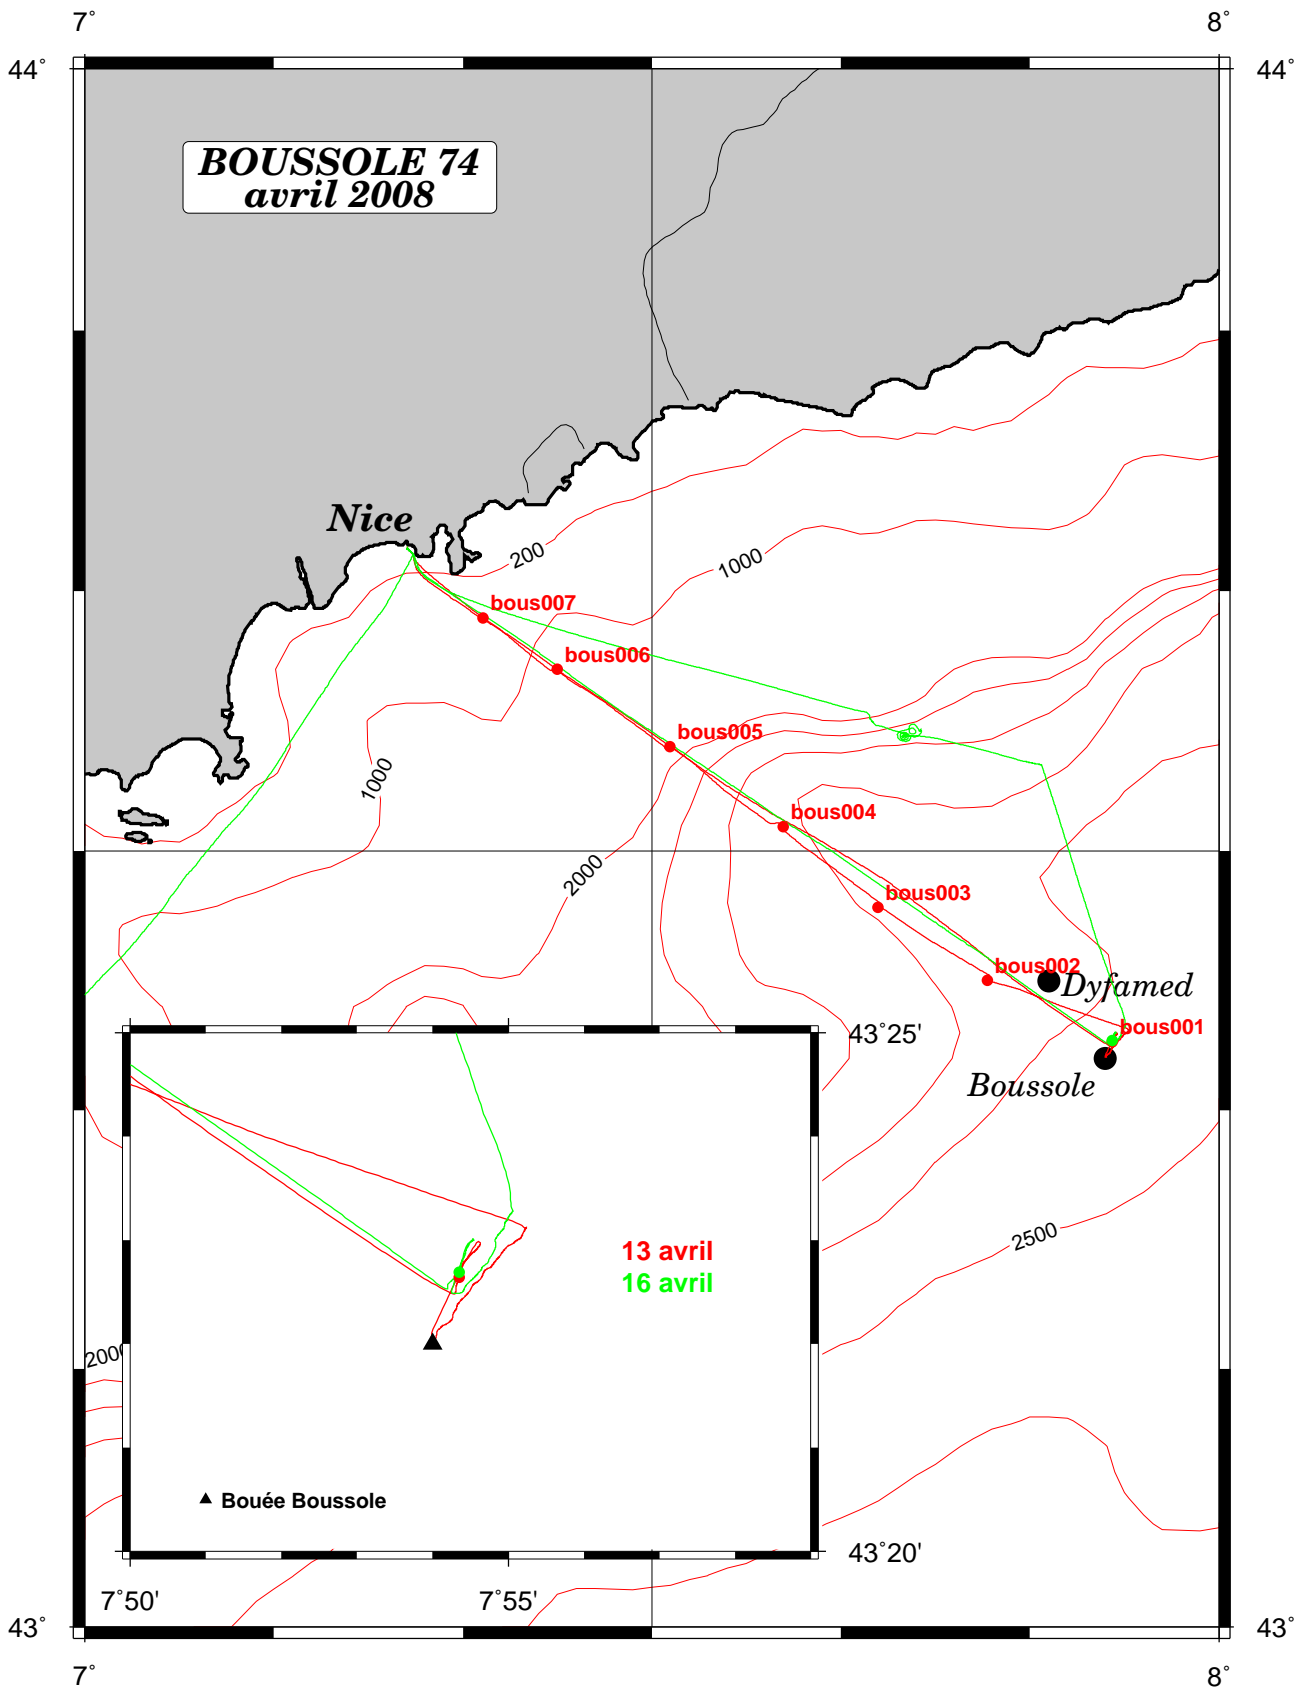 7° 8°
44° 44°
BOUSSOLE 74
avril 2008
Nice
200
1000
bous007
bous006
bous005
1000
bous004
2000
bous003
bous002
Dyfamed
bous001
43°25'
Boussole
2500
13 avril
16 avril
2000
Bouée Boussole
43°20'
7°50' 7°55'
43° 43°
7° 8°